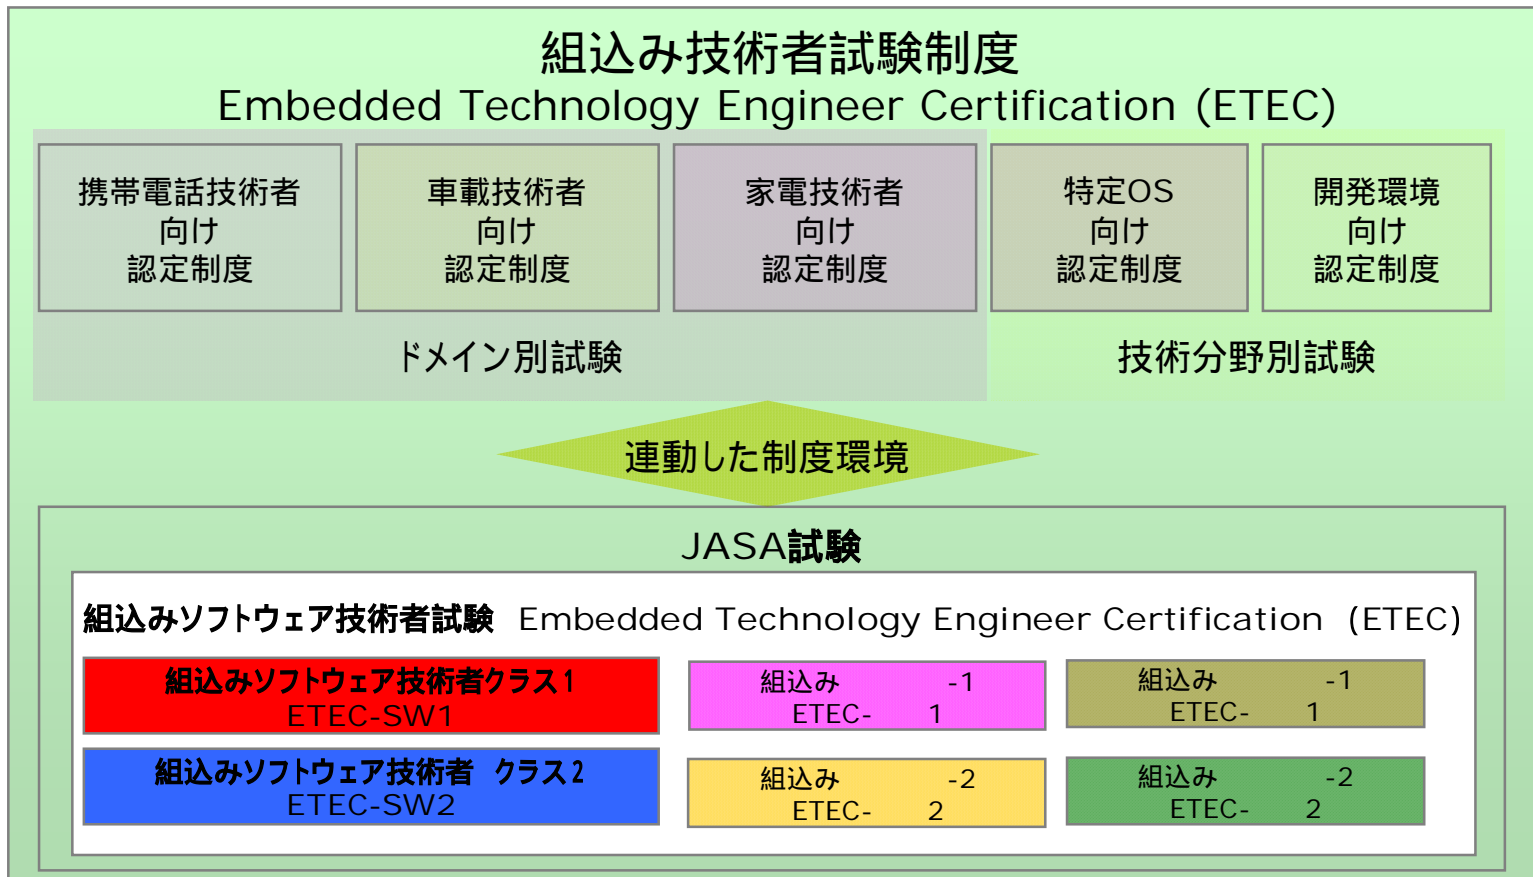 組込み技術者試験制度
Embedded Technology Engineer Certification (ETEC)
携帯電話技術者
向け
認定制度
車載技術者
向け
認定制度
家電技術者
向け
認定制度
特定OS
向け
認定制度
開発環境
向け
認定制度
ドメイン別試験
技術分野別試験
連動した制度環境
JASA試験
組込みソフトウェア技術者試験 Embedded Technology Engineer Certification (ETEC)
組込みソフトウェア技術者クラス1
ETEC-SW1
組込み -1
ETEC- 1
組込み -1
ETEC- 1
組込みソフトウェア技術者 クラス2
ETEC-SW2
組込み -2
ETEC- 2
組込み -2
ETEC- 2